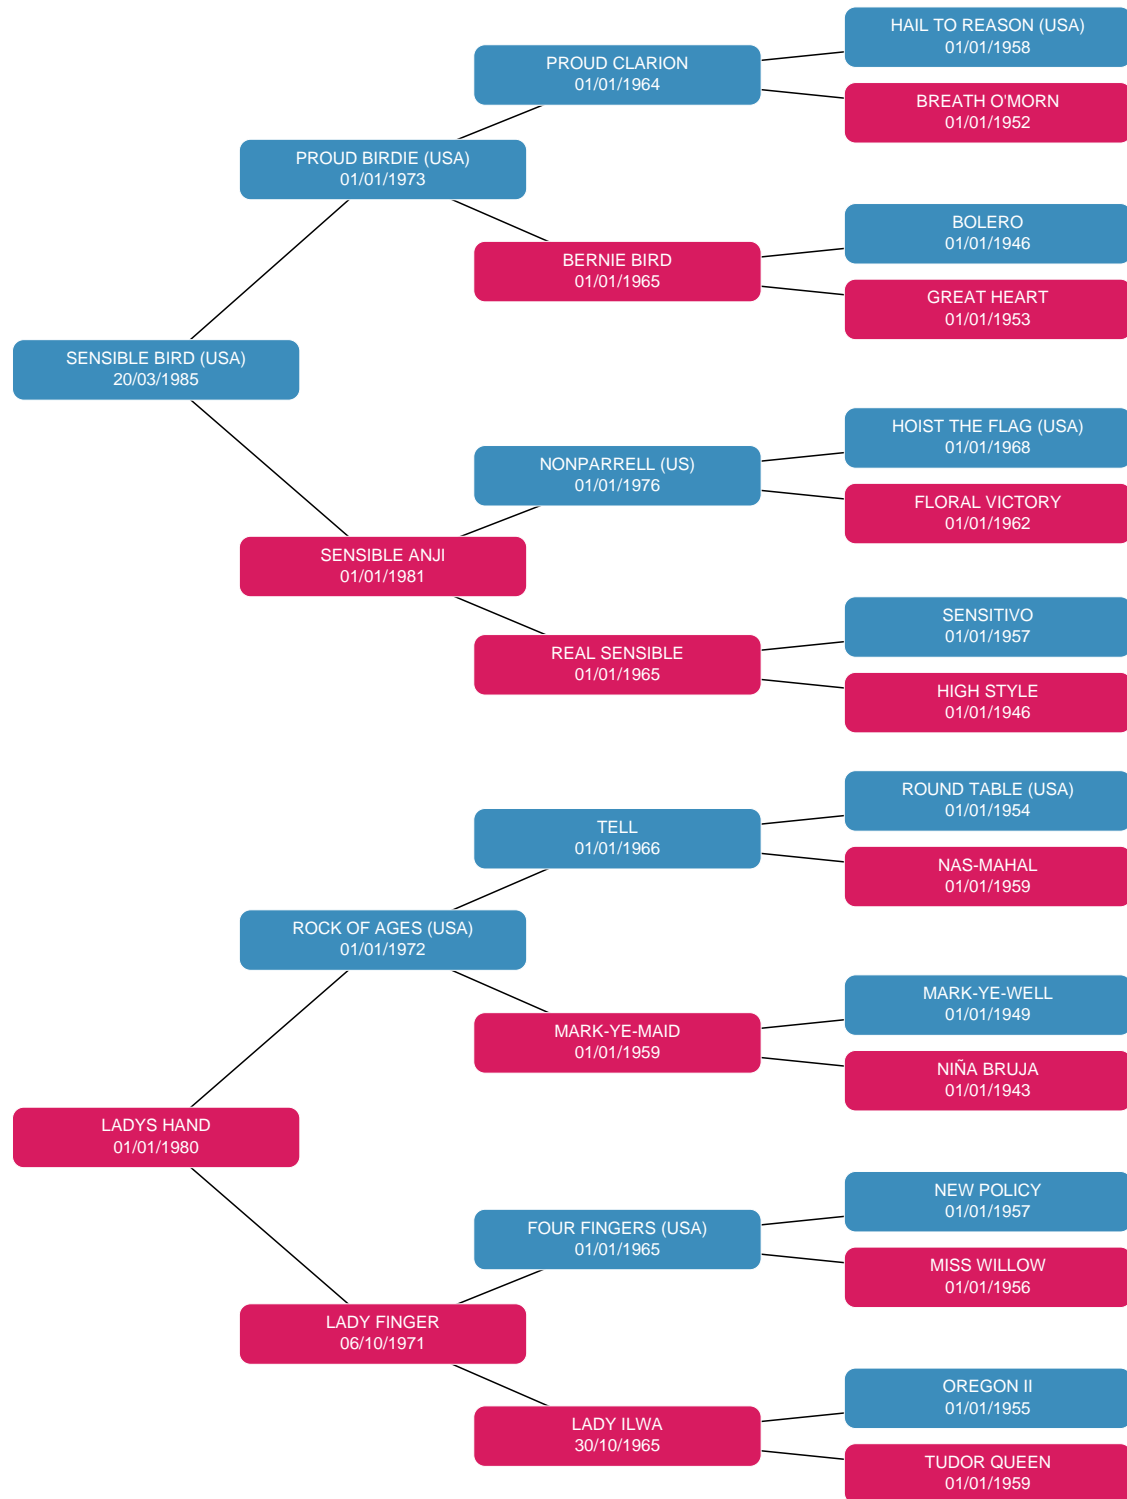 HAIL TO REASON (USA)
01/01/1958
PROUD CLARION
01/01/1964
BREATH O'MORN
01/01/1952
PROUD BIRDIE (USA)
01/01/1973
BOLERO
01/01/1946
BERNIE BIRD
01/01/1965
GREAT HEART
01/01/1953
SENSIBLE BIRD (USA)
20/03/1985
HOIST THE FLAG (USA)
01/01/1968
NONPARRELL (US)
01/01/1976
FLORAL VICTORY
01/01/1962
SENSIBLE ANJI
01/01/1981
SENSITIVO
01/01/1957
REAL SENSIBLE
01/01/1965
HIGH STYLE
01/01/1946
ROUND TABLE (USA)
01/01/1954
TELL
01/01/1966
NAS-MAHAL
01/01/1959
ROCK OF AGES (USA)
01/01/1972
MARK-YE-WELL
01/01/1949
MARK-YE-MAID
01/01/1959
NIÑA BRUJA
01/01/1943
LADYS HAND
01/01/1980
NEW POLICY
01/01/1957
FOUR FINGERS (USA)
01/01/1965
MISS WILLOW
01/01/1956
LADY FINGER
06/10/1971
OREGON II
01/01/1955
LADY ILWA
30/10/1965
TUDOR QUEEN
01/01/1959